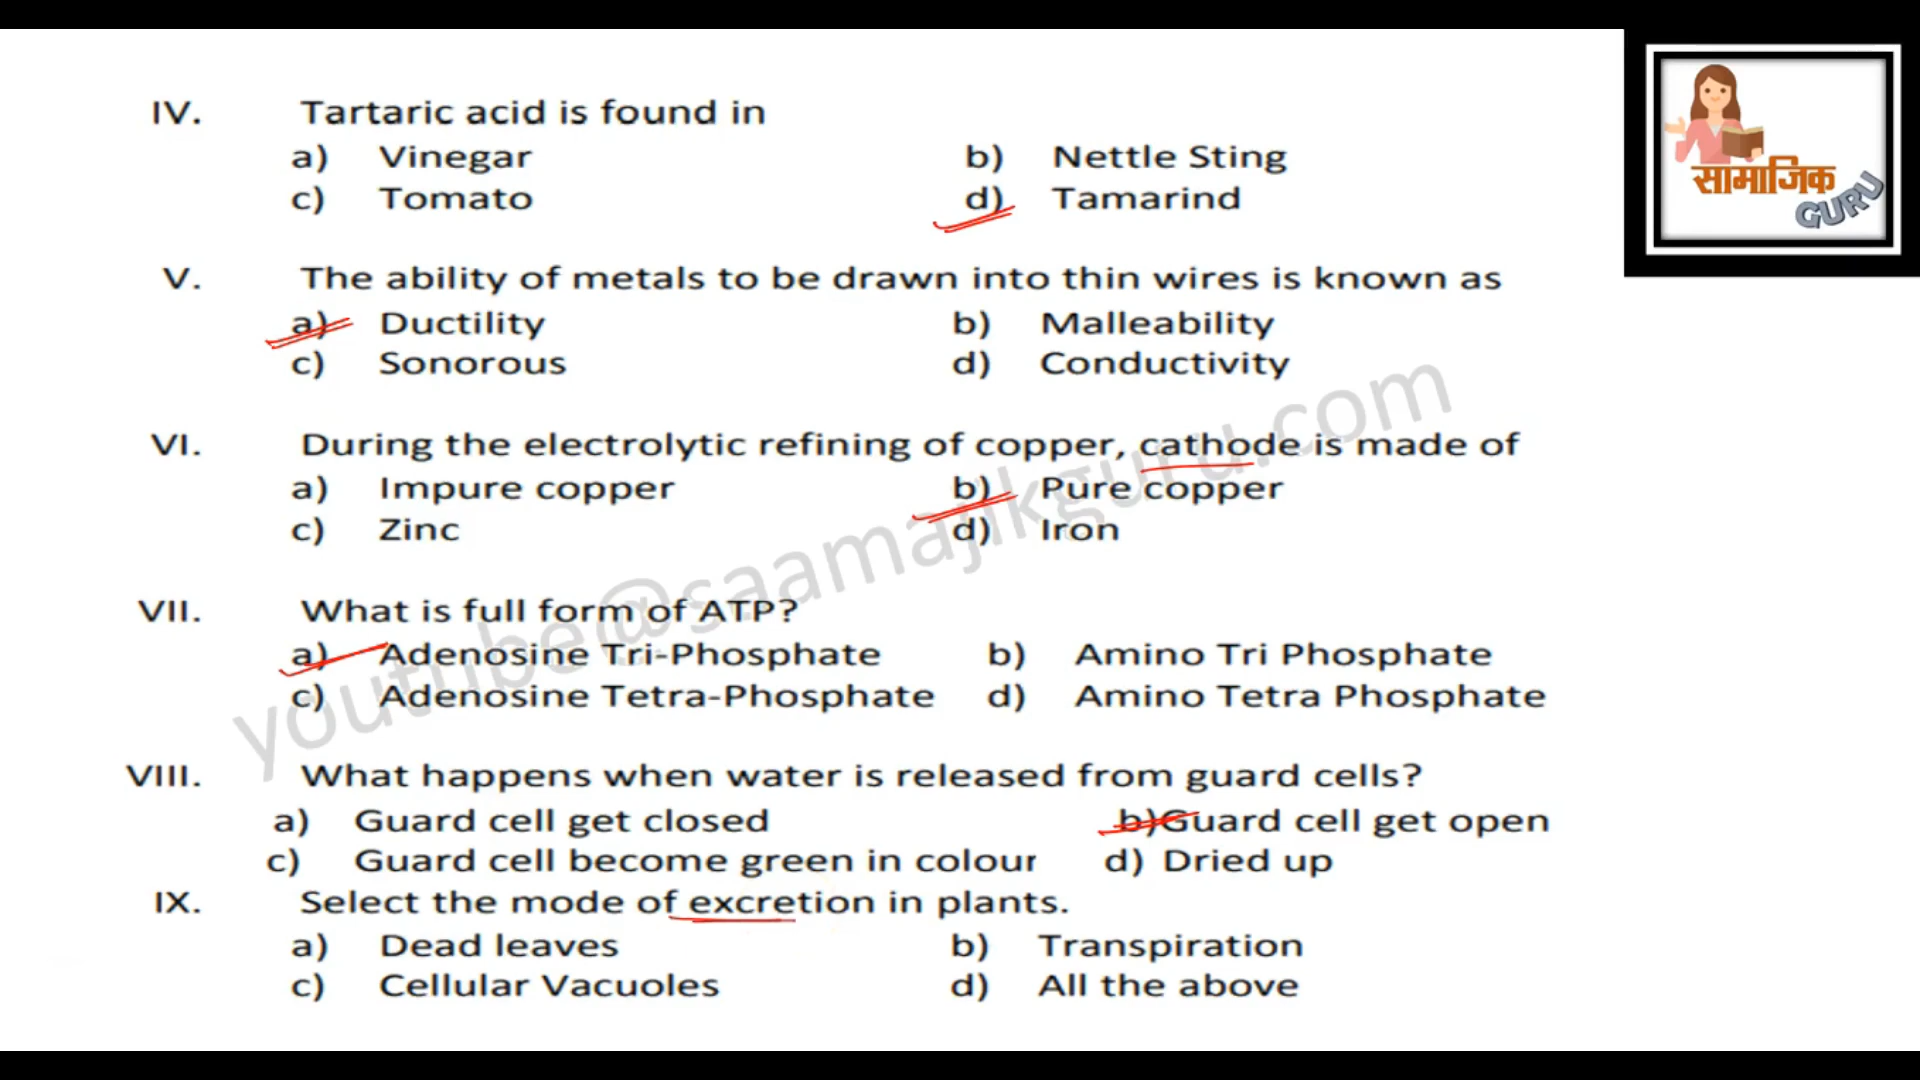 IV. Tartaric acid is found in
a) Vinegar b) Nettle Sting
c) Tomato d) Tamarind
V. The ability of metals to be drawn into thin wires is known as
a) Ductility b) Malleability
c) Sonorous d) Conductivity
VI. During the electrolytic refining of copper, cathode is made of
a) Impure copper b) Pure copper
c) Zinc d) Iron
VII. What is full form of ATP?
a) Adenosine Tri-Phosphate b) Amino Tri Phosphate
c) Adenosine Tetra-Phosphate d) Amino Tetra Phosphate
VIII. What happens when water is released from guard cells?
a) Guard cell get closed b)Guard cell get open
c) Guard cell become green in colour d) Dried up
IX. Select the mode of excretion in plants.
a) Dead leaves b) Transpiration
c) Cellular Vacuoles d) All the above
youtube@saamajikguru.com
सामाजिक
GURU